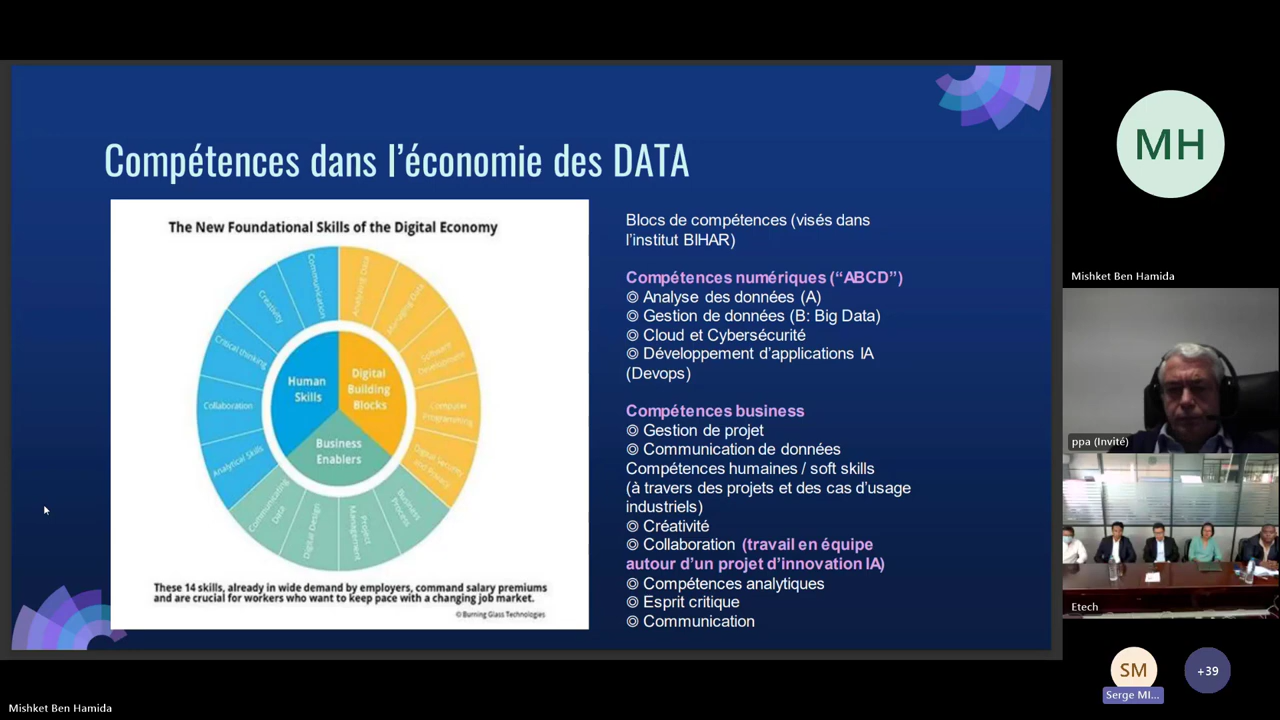 Compétences dans l’économie des DATA
The New Foundational Skills of the Digital Economy
Communication
Creativity
Critical thinking
Collaboration
Analytical Skills
Human
Skills
Digital
Building
Blocks
Business
Enablers
Analyzing Data
Managing Data
Software
Development
Computer
Programming
Digital Security
and Privacy
Business
Process
Project
Management
Digital Design
Communicating
Data
These 14 skills, already in wide demand by employers, command salary premiums
and are crucial for workers who want to keep pace with a changing job market.
© Burning Glass Technologies
Blocs de compétences (visés dans
l’institut BIHAR)
Compétences numériques (“ABCD”)
◎ Analyse des données (A)
◎ Gestion de données (B: Big Data)
◎ Cloud et Cybersécurité
◎ Développement d’applications IA
(Devops)
Compétences business
◎ Gestion de projet
◎ Communication de données
Compétences humaines / soft skills
(à travers des projets et des cas d’usage
industriels)
◎ Créativité
◎ Collaboration (travail en équipe
autour d’un projet d’innovation IA)
◎ Compétences analytiques
◎ Esprit critique
◎ Communication
MH
Mishket Ben Hamida
ppa (Invité)
Etech
SM
Serge MI...
+39
Mishket Ben Hamida